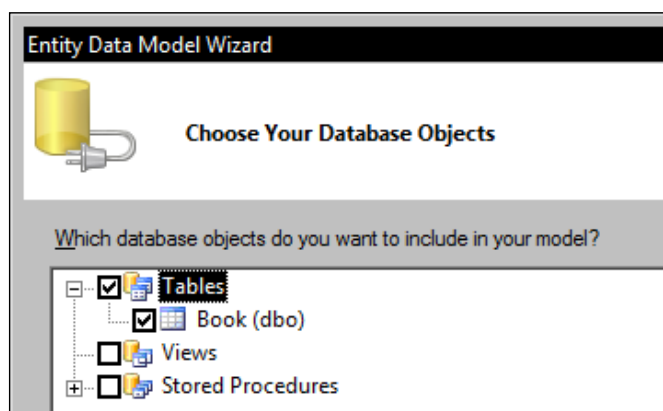 Entity Data Model Wizard
Choose Your Database Objects
Which database objects do you want to include in your model?
Tables
Book (dbo)
Views
Stored Procedures